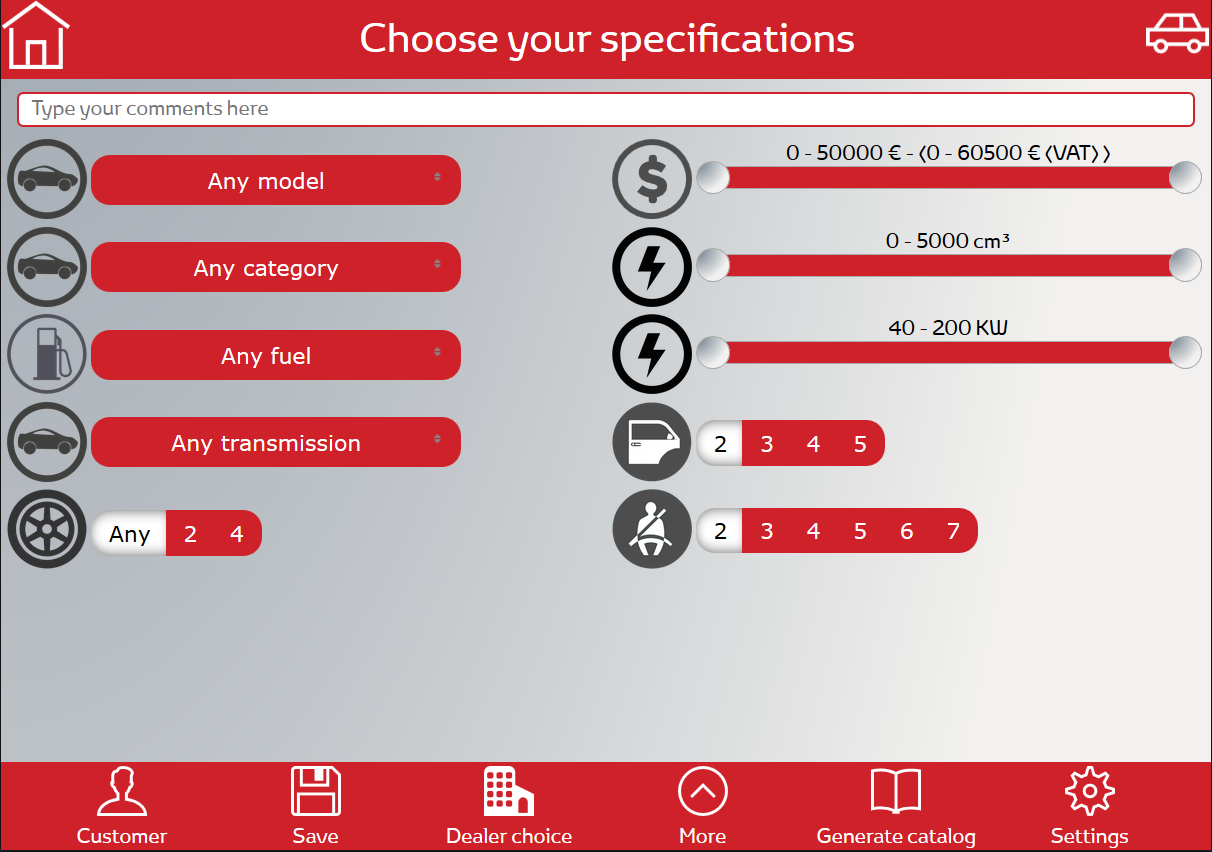 Choose your specifications
Type your comments here
Any model
Any category
Any fuel
Any transmission
Any 2 4
$
0 - 50000 € - (0 - 60500 € (VAT) )
0 - 5000 cm³
40 - 200 KW
2 3 4 5
2 3 4 5 6 7
Customer
Save
Dealer choice
More
Generate catalog
Settings